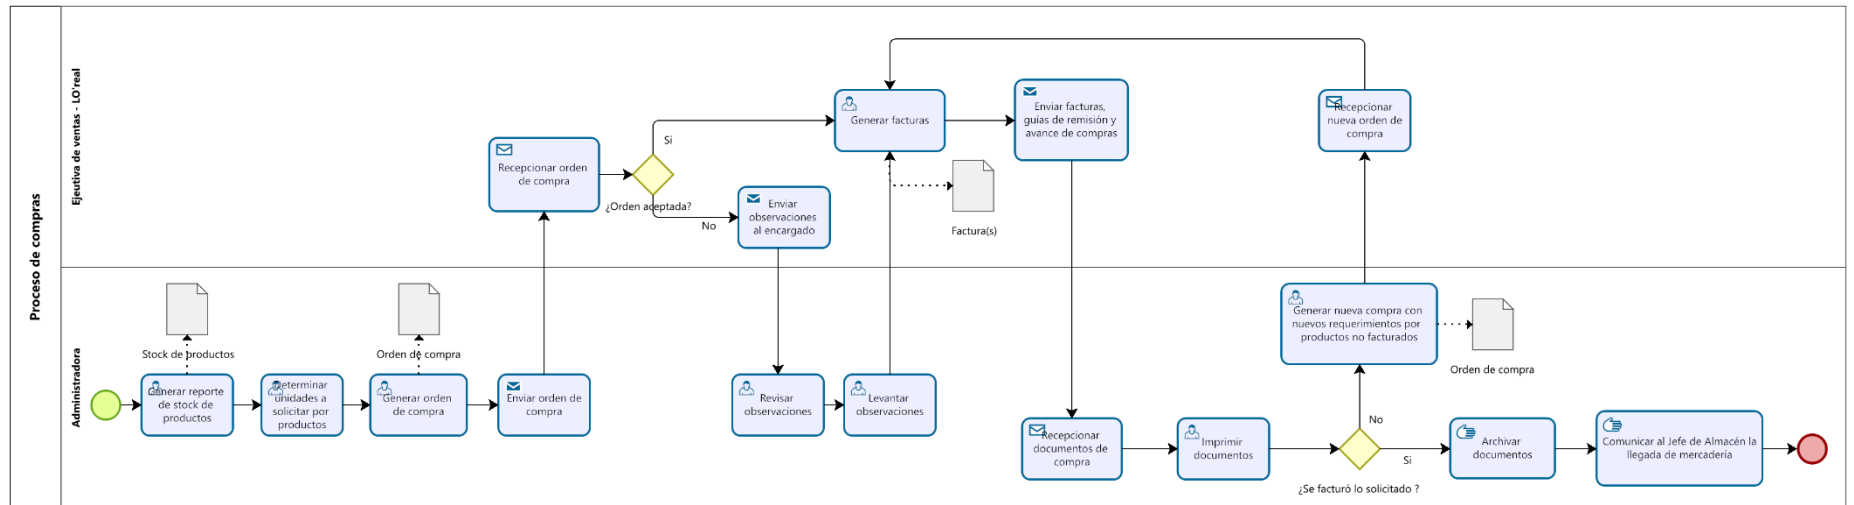 Proceso de compras
Ejeutiva de ventas - LO'real
Recepcionar orden
de compra
¿Orden aceptada?
Si
No
Enviar
observaciones
al encargado
Generar facturas
Factura(s)
Enviar facturas,
guías de remisión y
avance de compras
Recepcionar
nueva orden de
compra
Administradora
Stock de productos
Generar reporte
de stock de
productos
Determinar
unidades a
solicitar por
productos
Orden de compra
Generar orden
de compra
Enviar orden de
compra
Revisar
observaciones
Levantar
observaciones
Recepcionar
documentos de
compra
Imprimir
documentos
¿Se facturó lo solicitado ?
No
Si
Generar nueva compra con
nuevos requerimientos por
productos no facturados
Orden de compra
Archivar
documentos
Comunicar al Jefe de Almacén la
llegada de mercadería